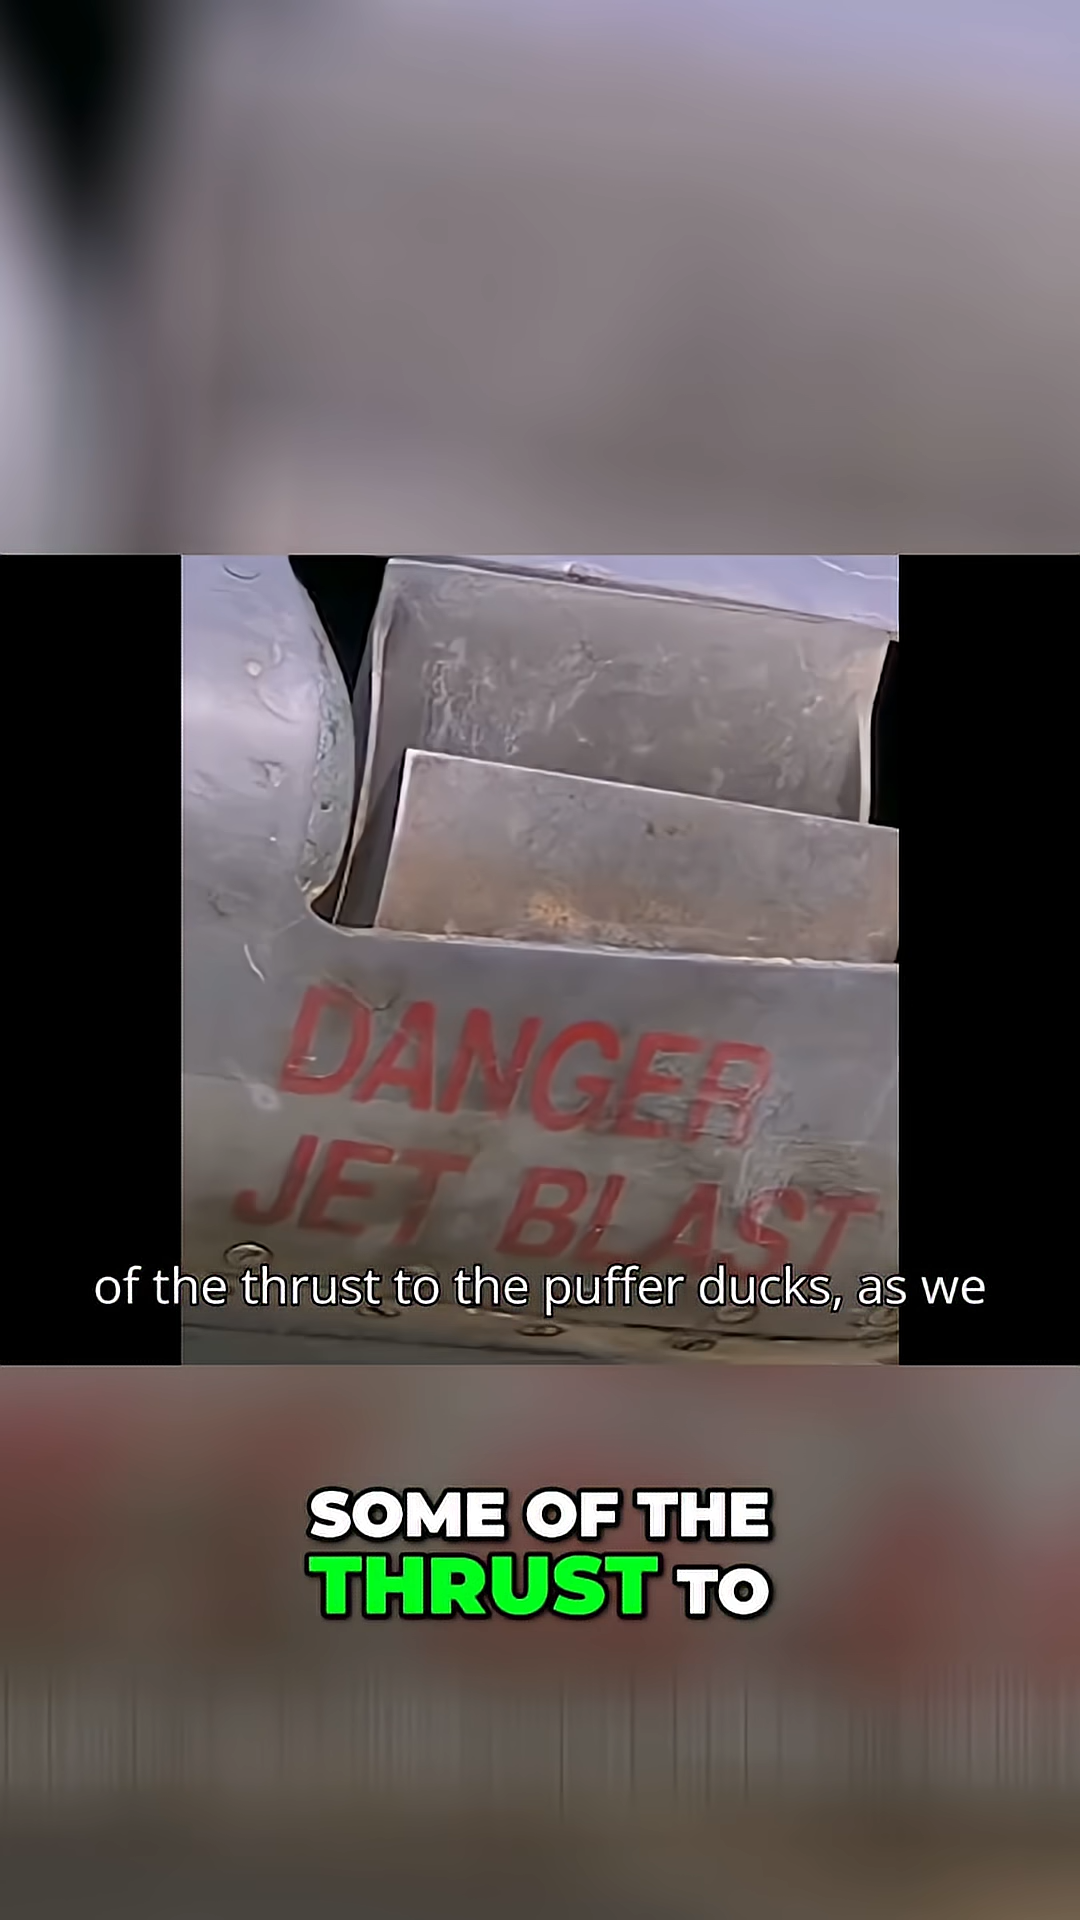 DANGER
JET BLAST
of the thrust to the puffer ducks, as we
SOME OF THE
THRUST TO